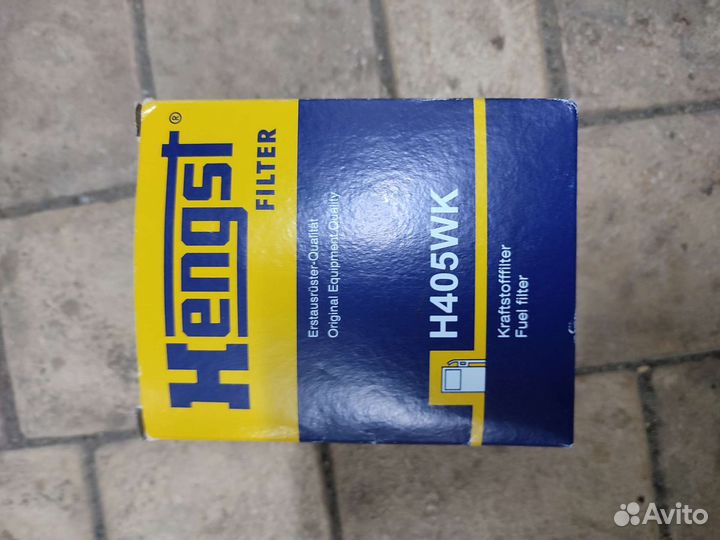 Hengst®
FILTER
Erstausrüster-Qualität
Original Equipment Quality
H405WK
Kraftstofffilter
Fuel filter
Avito